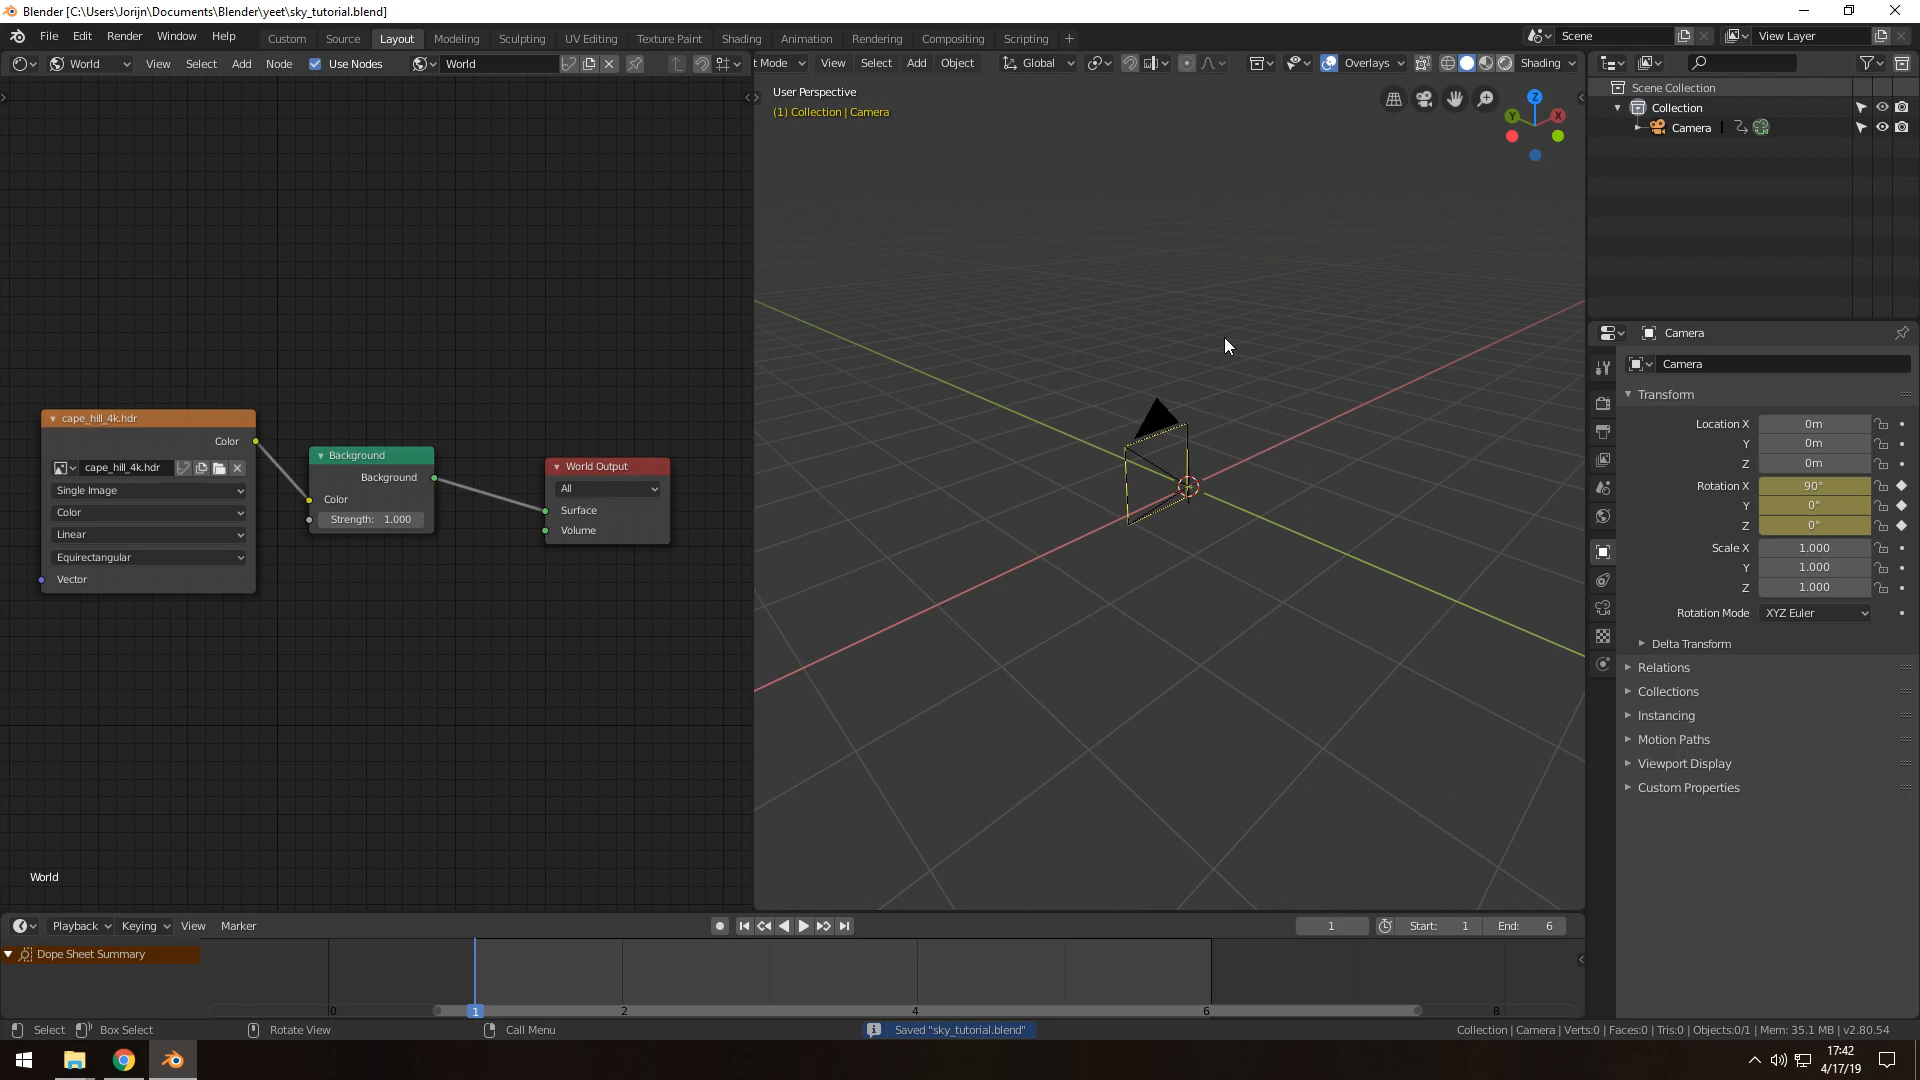 Blender [C:\Users\Jorijn\Documents\Blender\yeet\sky_tutorial.blend]
File Edit Render Window Help Custom Source Layout Modeling Sculpting UV Editing Texture Paint Shading Animation Rendering Compositing Scripting + Scene View Layer
World View Select Add Node Use Nodes World t Mode View Select Add Object Global Overlays Shading
User Perspective
(1) Collection | Camera
Z
Y X
Scene Collection
Collection
Camera
Camera
Camera
Transform
Location X 0m
Y 0m
Z 0m
Rotation X 90°
Y 0°
Z 0°
Scale X 1.000
Y 1.000
Z 1.000
Rotation Mode XYZ Euler
Delta Transform
Relations
Collections
Instancing
Motion Paths
Viewport Display
Custom Properties
cape_hill_4k.hdr
Color
cape_hill_4k.hdr
Single Image
Color
Linear
Equirectangular
Vector
Background
Background
Color
Strength: 1.000
World Output
All
Surface
Volume
World
Playback Keying View Marker 1 Start: 1 End: 6
Dope Sheet Summary
0 1 2 4 6 8
Select Box Select Rotate View Call Menu Saved "sky_tutorial.blend" Collection | Camera | Verts:0 | Faces:0 | Tris:0 | Objects:0/1 | Mem: 35.1 MB | v2.80.54
17:42
4/17/19